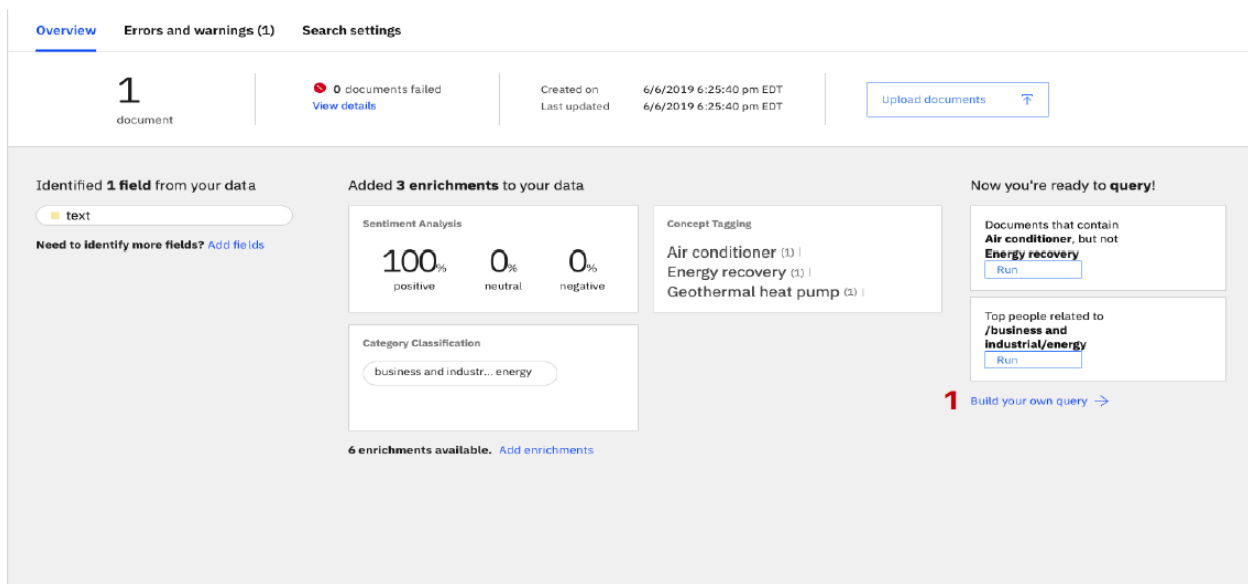 Overview Errors and warnings (1) Search settings
1
document
0 documents failed
View details
Created on 6/6/2019 6:25:40 pm EDT
Last updated 6/6/2019 6:25:40 pm EDT
Upload documents
Identified 1 field from your data
text
Need to identify more fields? Add fields
Added 3 enrichments to your data
Sentiment Analysis
100% 0% 0%
positive neutral negative
Concept Tagging
Air conditioner (1)
Energy recovery (1)
Geothermal heat pump (1)
Category Classification
business and industr... energy
6 enrichments available. Add enrichments
Now you're ready to query!
Documents that contain
Air conditioner, but not
Energy recovery
Run
Top people related to
/business and
industrial/energy
Run
1 Build your own query